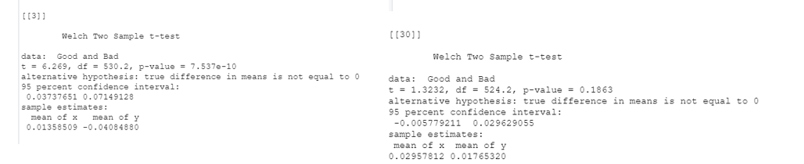 [[3]]
Welch Two Sample t-test
data: Good and Bad
t = 6.269, df = 530.2, p-value = 7.537e-10
alternative hypothesis: true difference in means is not equal to 0
95 percent confidence interval:
0.03737651 0.07149128
sample estimates:
mean of x mean of y
0.01358509 -0.04084880
[[30]]
Welch Two Sample t-test
data: Good and Bad
t = 1.3232, df = 524.2, p-value = 0.1863
alternative hypothesis: true difference in means is not equal to 0
95 percent confidence interval:
-0.005779211 0.029629055
sample estimates:
mean of x mean of y
0.02957812 0.01765320